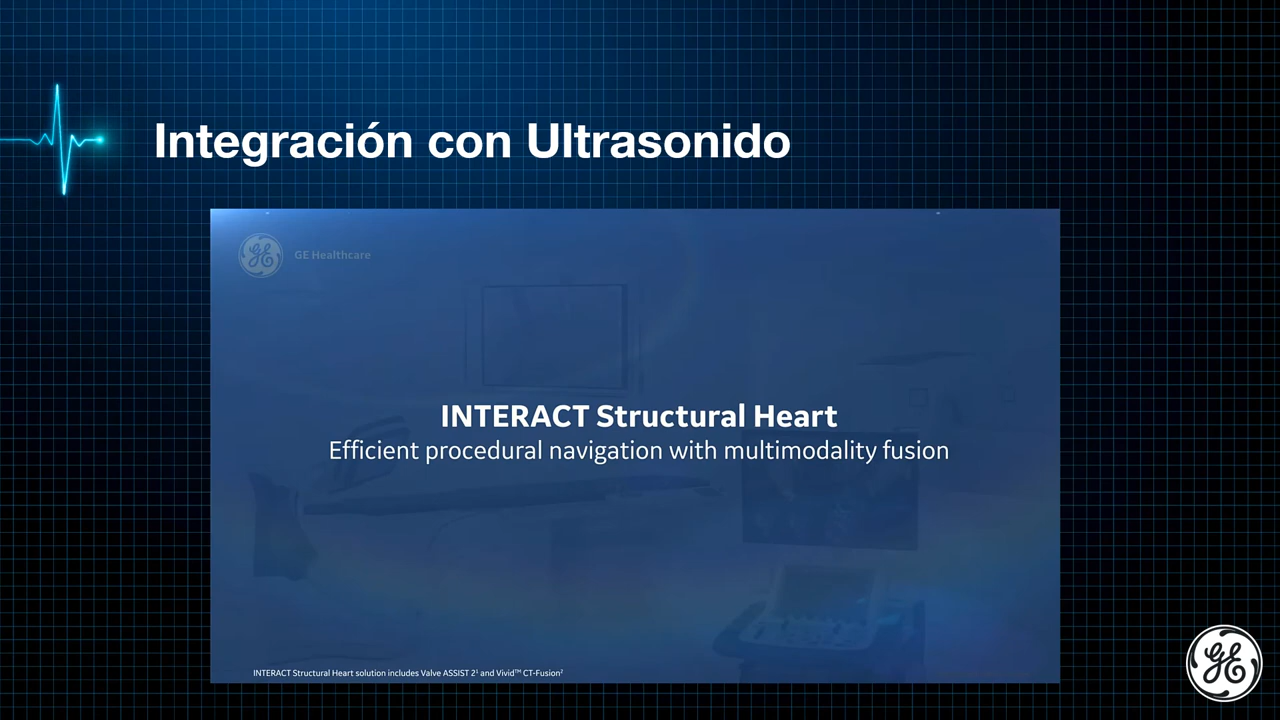 Integración con Ultrasonido
GE Healthcare
INTERACT Structural Heart
Efficient procedural navigation with multimodality fusion
INTERACT Structural Heart solution includes Valve ASSIST 2¹ and Vivid™ CT-Fusion²
GE